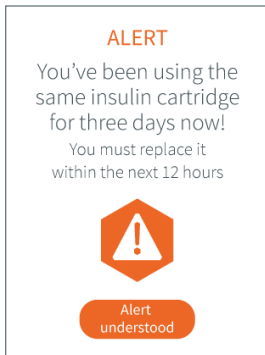 ALERT
You've been using the
same insulin cartridge
for three days now!
You must replace it
within the next 12 hours
Alert
understood